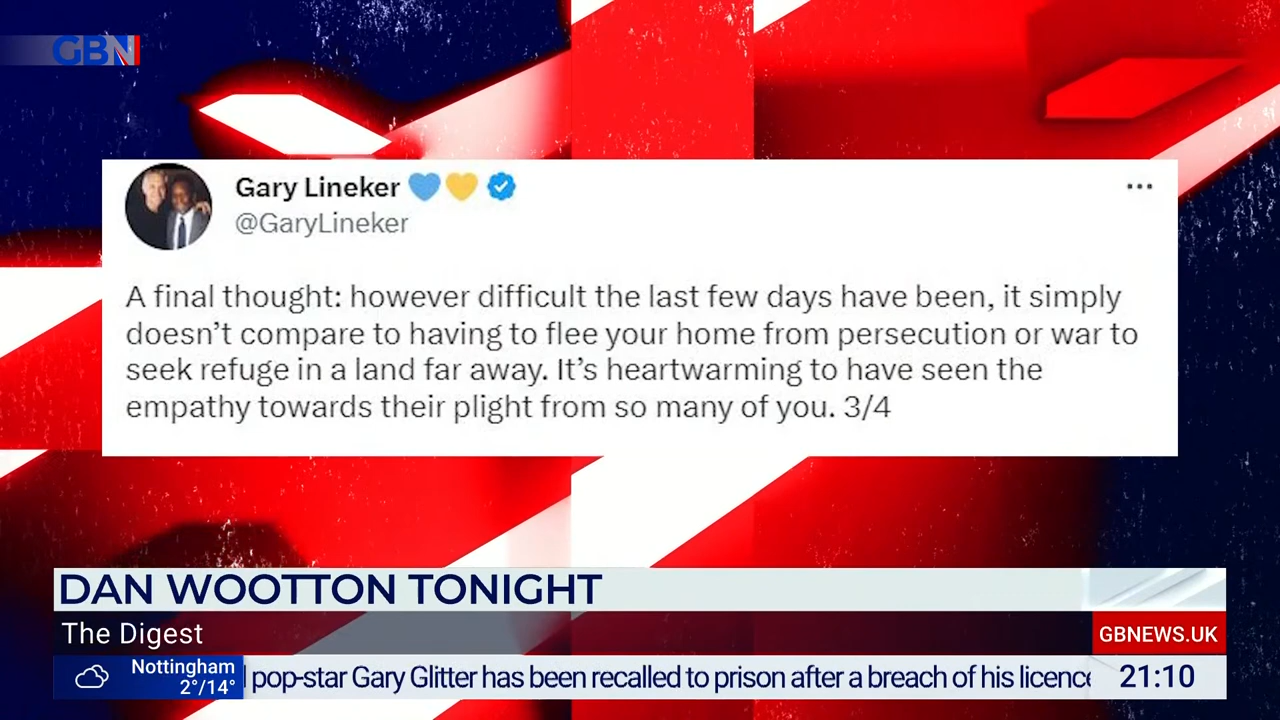 GBN
Gary Lineker
@GaryLineker
A final thought: however difficult the last few days have been, it simply
doesn't compare to having to flee your home from persecution or war to
seek refuge in a land far away. It's heartwarming to have seen the
empathy towards their plight from so many of you. 3/4
DAN WOOTTON TONIGHT
The Digest
GBNEWS.UK
Nottingham
2°/14°
pop-star Gary Glitter has been recalled to prison after a breach of his licence
21:10